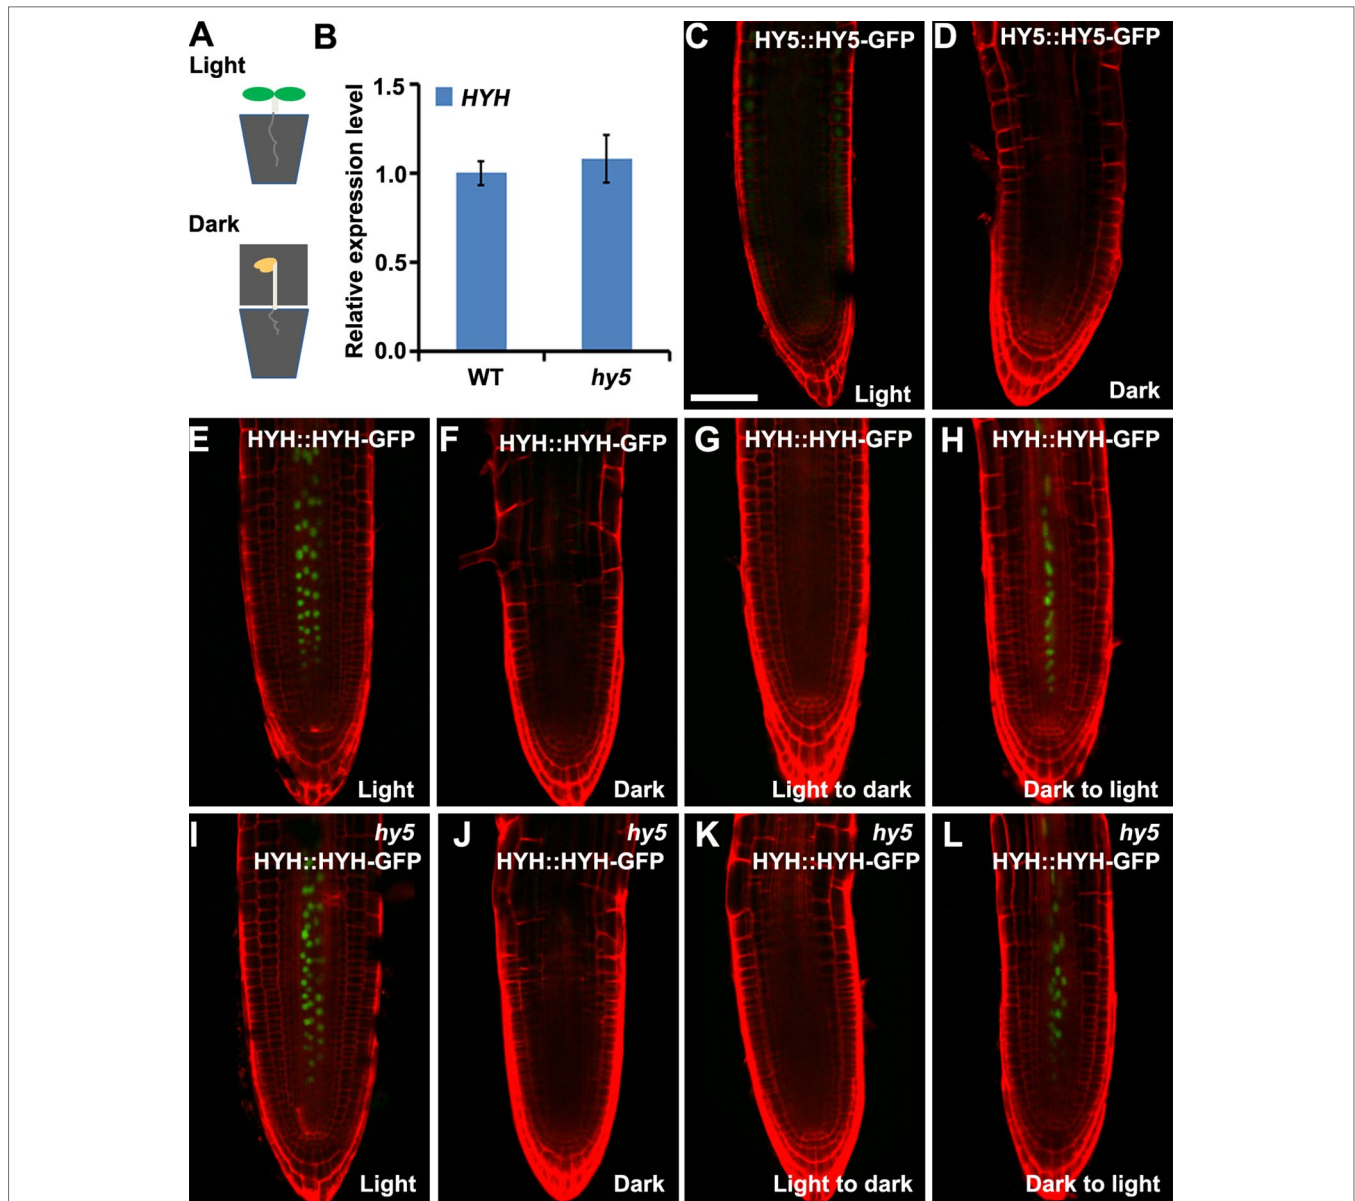 A
Light
Dark
B
Relative expression level
HYH
1.5
1.0
0.5
0.0
WT
hy5
C
HY5::HY5-GFP
Light
D
HY5::HY5-GFP
Dark
E
HYH::HYH-GFP
Light
F
HYH::HYH-GFP
Dark
G
HYH::HYH-GFP
Light to dark
H
HYH::HYH-GFP
Dark to light
I
hy5
HYH::HYH-GFP
Light
J
hy5
HYH::HYH-GFP
Dark
K
hy5
HYH::HYH-GFP
Light to dark
L
hy5
HYH::HYH-GFP
Dark to light